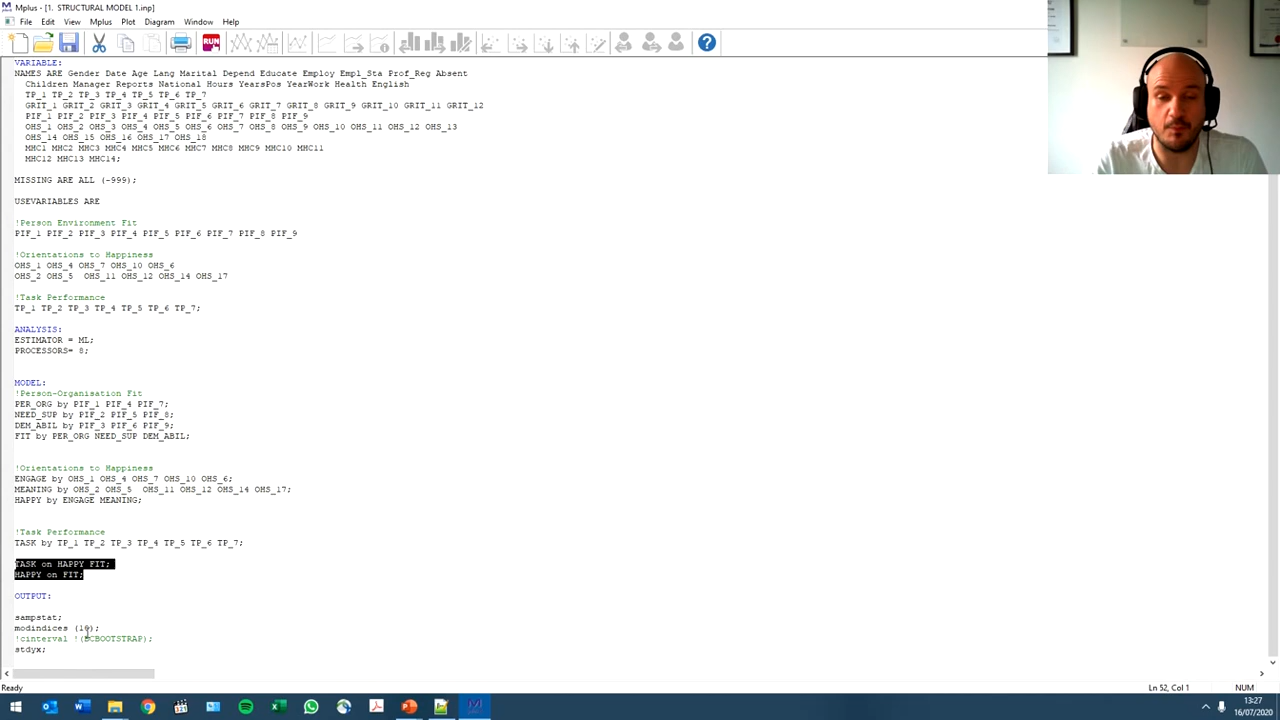 Mplus - [1. STRUCTURAL MODEL 1.inp]
File Edit View Mplus Plot Diagram Window Help
RUN
VARIABLE:
NAMES ARE Gender Date Age Lang Marital Depend Educate Employ Empl_Sta Prof_Reg Absent
Children Manager Reports National Hours YearsPos YearWork Health English
TP_1 TP_2 TP_3 TP_4 TP_5 TP_6 TP_7
GRIT_1 GRIT_2 GRIT_3 GRIT_4 GRIT_5 GRIT_6 GRIT_7 GRIT_8 GRIT_9 GRIT_10 GRIT_11 GRIT_12
PIF_1 PIF_2 PIF_3 PIF_4 PIF_5 PIF_6 PIF_7 PIF_8 PIF_9
OHS_1 OHS_2 OHS_3 OHS_4 OHS_5 OHS_6 OHS_7 OHS_8 OHS_9 OHS_10 OHS_11 OHS_12 OHS_13
OHS_14 OHS_15 OHS_16 OHS_17 OHS_18
MHC1 MHC2 MHC3 MHC4 MHC5 MHC6 MHC7 MHC8 MHC9 MHC10 MHC11
MHC12 MHC13 MHC14;
MISSING ARE ALL (-999);
USEVARIABLES ARE
!Person Environment Fit
PIF_1 PIF_2 PIF_3 PIF_4 PIF_5 PIF_6 PIF_7 PIF_8 PIF_9
!Orientations to Happiness
OHS_1 OHS_4 OHS_7 OHS_10 OHS_6
OHS_2 OHS_5 OHS_11 OHS_12 OHS_14 OHS_17
!Task Performance
TP_1 TP_2 TP_3 TP_4 TP_5 TP_6 TP_7;
ANALYSIS:
ESTIMATOR = ML;
PROCESSORS= 8;
MODEL:
!Person-Organisation Fit
PER_ORG by PIF_1 PIF_4 PIF_7;
NEED_SUP by PIF_2 PIF_5 PIF_8;
DEM_ABIL by PIF_3 PIF_6 PIF_9;
FIT by PER_ORG NEED_SUP DEM_ABIL;
!Orientations to Happiness
ENGAGE by OHS_1 OHS_4 OHS_7 OHS_10 OHS_6;
MEANING by OHS_2 OHS_5 OHS_11 OHS_12 OHS_14 OHS_17;
HAPPY by ENGAGE MEANING;
!Task Performance
TASK by TP_1 TP_2 TP_3 TP_4 TP_5 TP_6 TP_7;
TASK on HAPPY FIT;
HAPPY on FIT;
OUTPUT:
sampstat;
modindices (10);
!cinterval !(BCBOOTSTRAP);
stdyx;
Ready
Ln 52, Col 1
NUM
13:27
16/07/2020